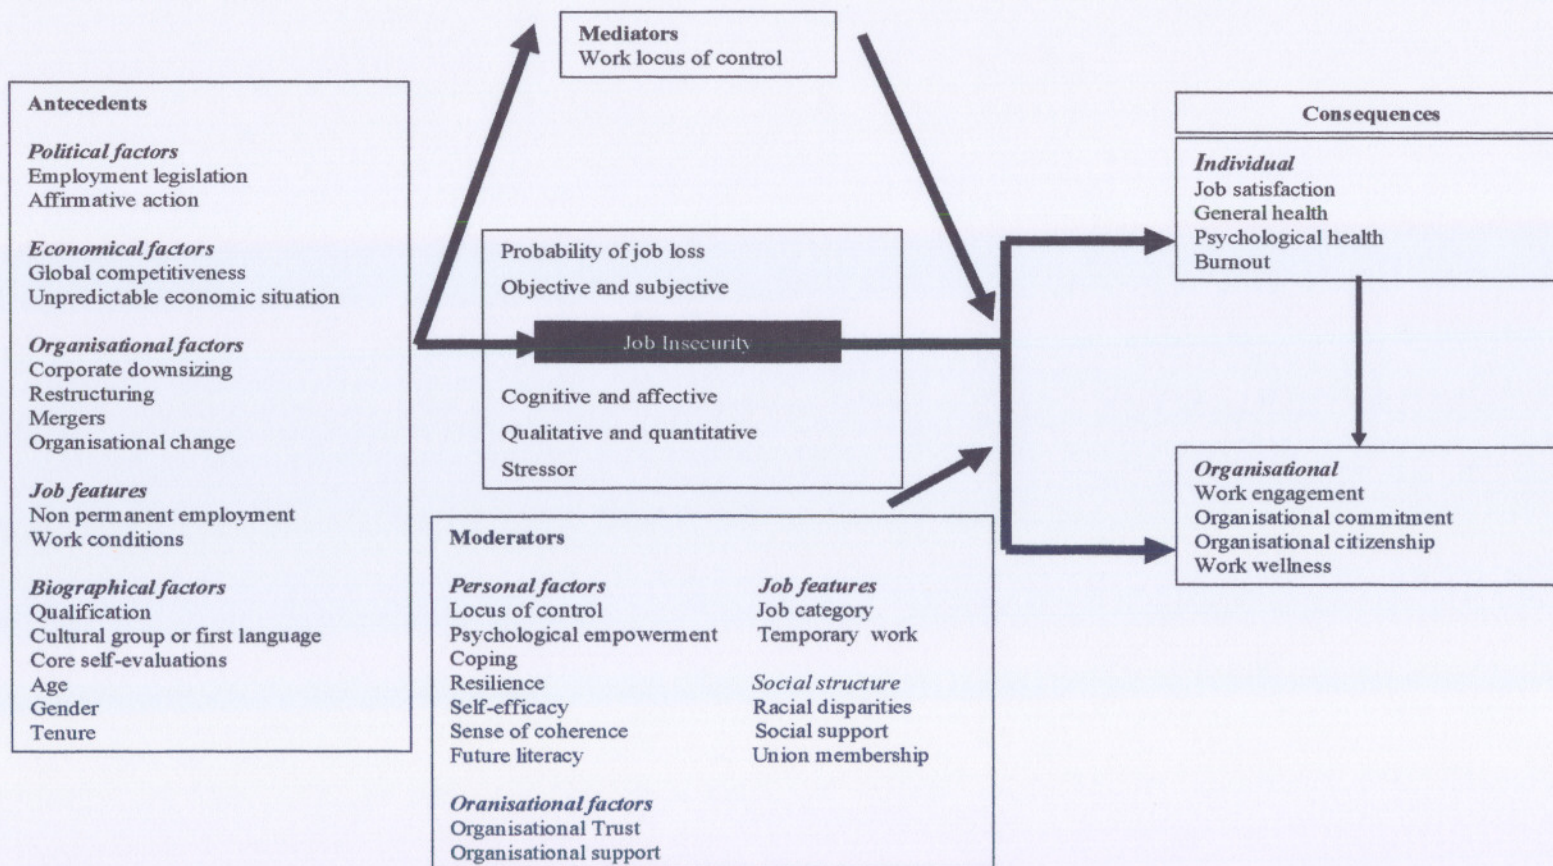 Mediators
Work locus of control
Antecedents
Political factors
Employment legislation
Affirmative action
Economical factors
Global competitiveness
Unpredictable economic situation
Organisational factors
Corporate downsizing
Restructuring
Mergers
Organisational change
Job features
Non permanent employment
Work conditions
Biographical factors
Qualification
Cultural group or first language
Core self-evaluations
Age
Gender
Tenure
Probability of job loss
Objective and subjective
Job Insecurity
Cognitive and affective
Qualitative and quantitative
Stressor
Moderators
Personal factors
Locus of control
Psychological empowerment
Coping
Resilience
Self-efficacy
Sense of coherence
Future literacy
Oranisational factors
Organisational Trust
Organisational support
Job features
Job category
Temporary work
Social structure
Racial disparities
Social support
Union membership
Consequences
Individual
Job satisfaction
General health
Psychological health
Burnout
Organisational
Work engagement
Organisational commitment
Organisational citizenship
Work wellness